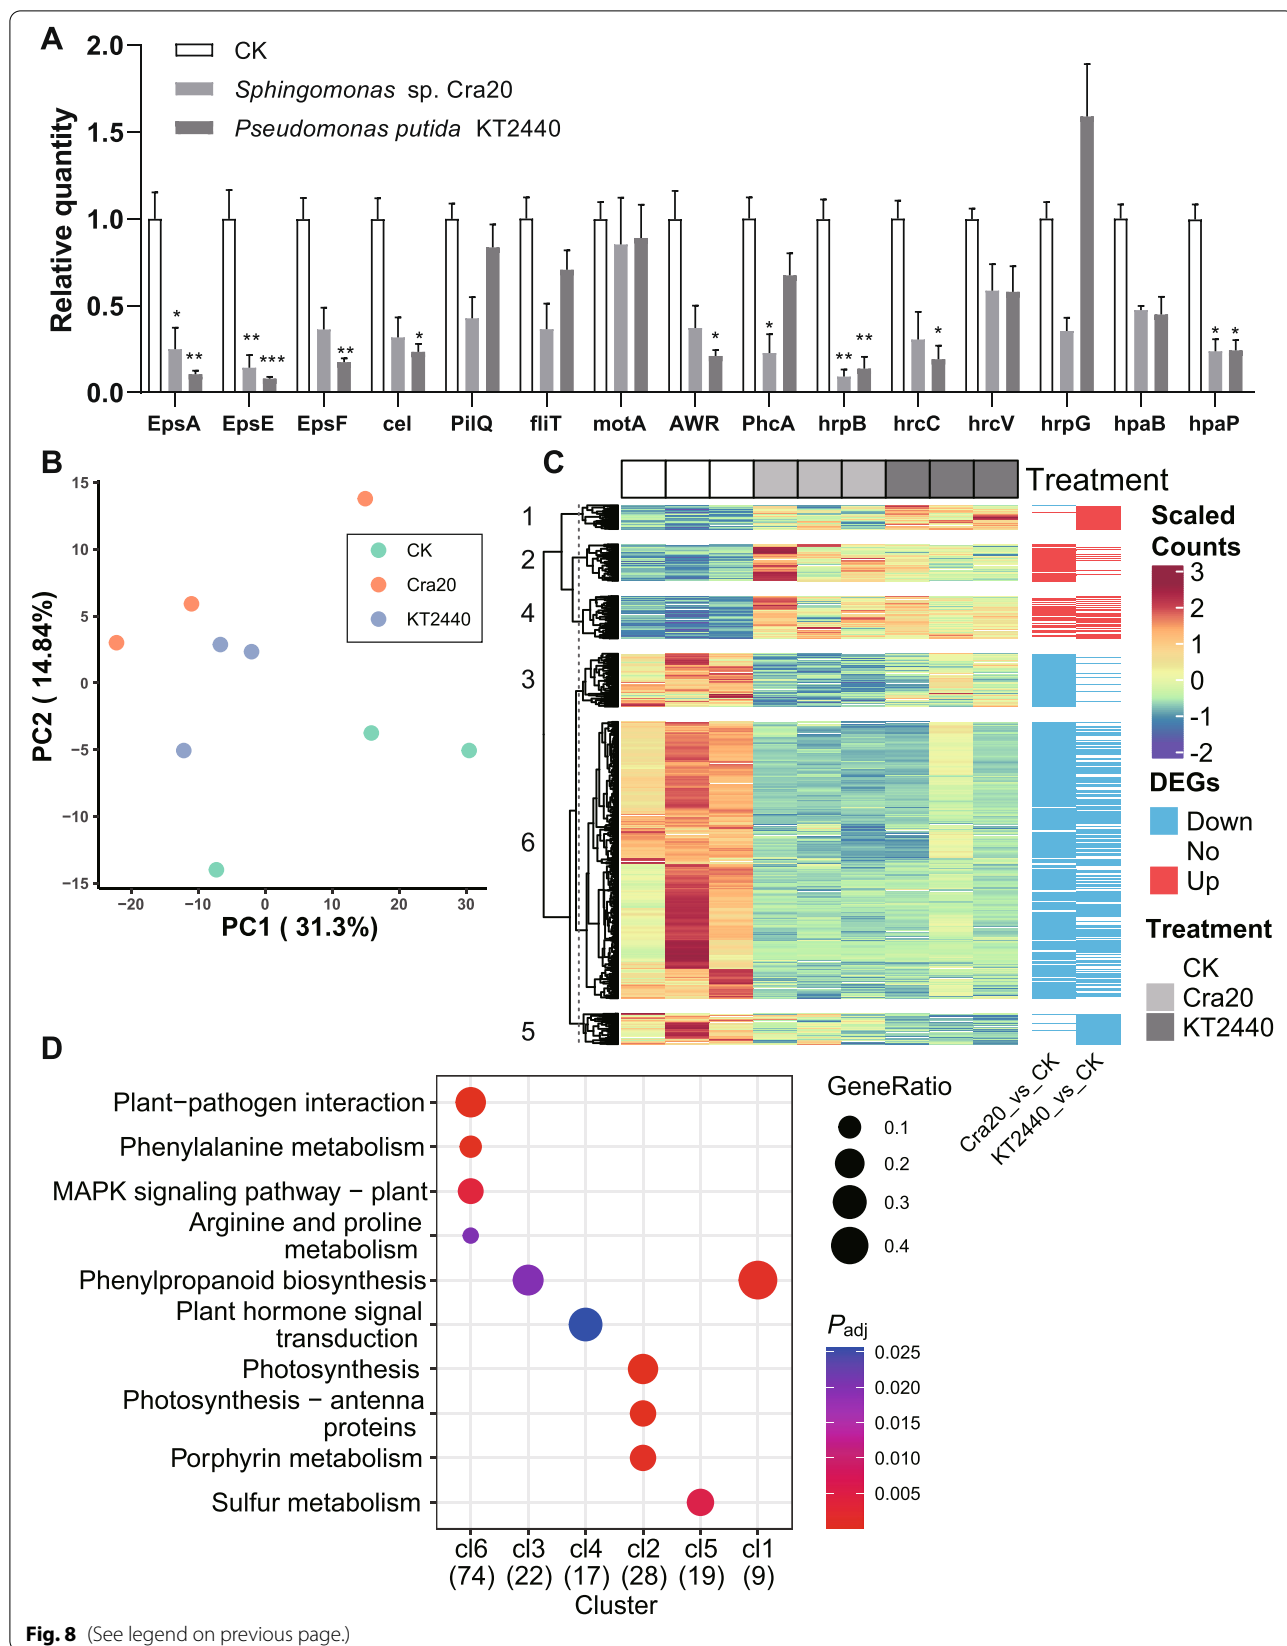 A
2.0
1.5
1.0
0.5
0.0
Relative quantity
CK
Sphingomonas sp. Cra20
Pseudomonas putida KT2440
* ** ** *** ** * * * ** ** * * *
EpsA EpsE EpsF cel PilQ fliT motA AWR PhcA hrpB hrcC hrcV hrpG hpaB hpaP
B
15
10
5
0
−5
−10
−15
PC2 ( 14.84%)
CK
Cra20
KT2440
−20 −10 0 10 20 30
PC1 ( 31.3%)
C
Treatment
1
2
4
3
6
5
Scaled
Counts
3
2
1
0
-1
-2
DEGs
Down
No
Up
Treatment
CK
Cra20
KT2440
Cra20_vs_CK
KT2440_vs_CK
D
Plant−pathogen interaction
Phenylalanine metabolism
MAPK signaling pathway − plant
Arginine and proline
metabolism
Phenylpropanoid biosynthesis
Plant hormone signal
transduction
Photosynthesis
Photosynthesis − antenna
proteins
Porphyrin metabolism
Sulfur metabolism
cl6 cl3 cl4 cl2 cl5 cl1
(74) (22) (17) (28) (19) (9)
Cluster
GeneRatio
0.1
0.2
0.3
0.4
Padj
0.025
0.020
0.015
0.010
0.005
Fig. 8 (See legend on previous page.)